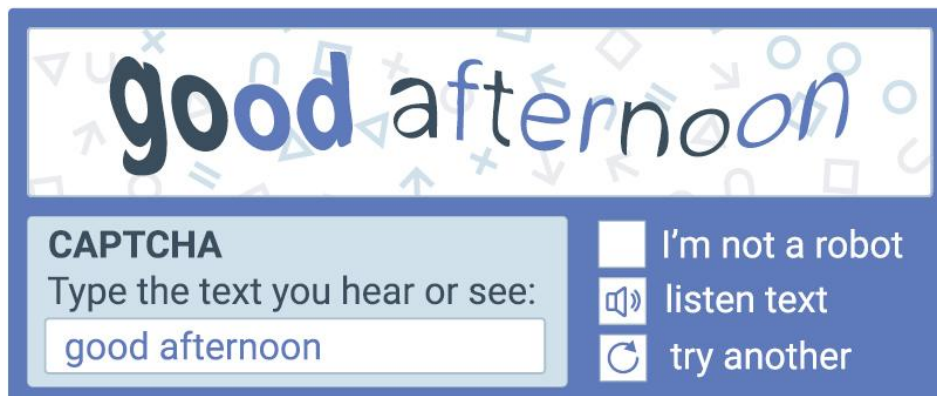 good afternoon
CAPTCHA
Type the text you hear or see:
good afternoon
I'm not a robot
listen text
try another